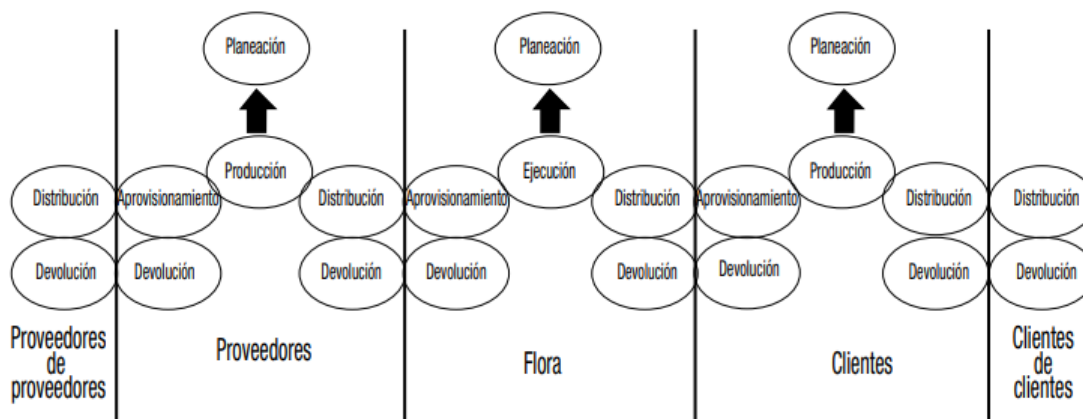 Planeación
Planeación
Planeación
Producción
Ejecución
Producción
Distribución
Aprovisionamiento
Distribución
Aprovisionamiento
Distribución
Aprovisionamiento
Distribución
Distribución
Devolución
Devolución
Devolución
Devolución
Devolución
Devolución
Devolución
Devolución
Proveedores
de
proveedores
Proveedores
Flora
Clientes
Clientes
de
clientes